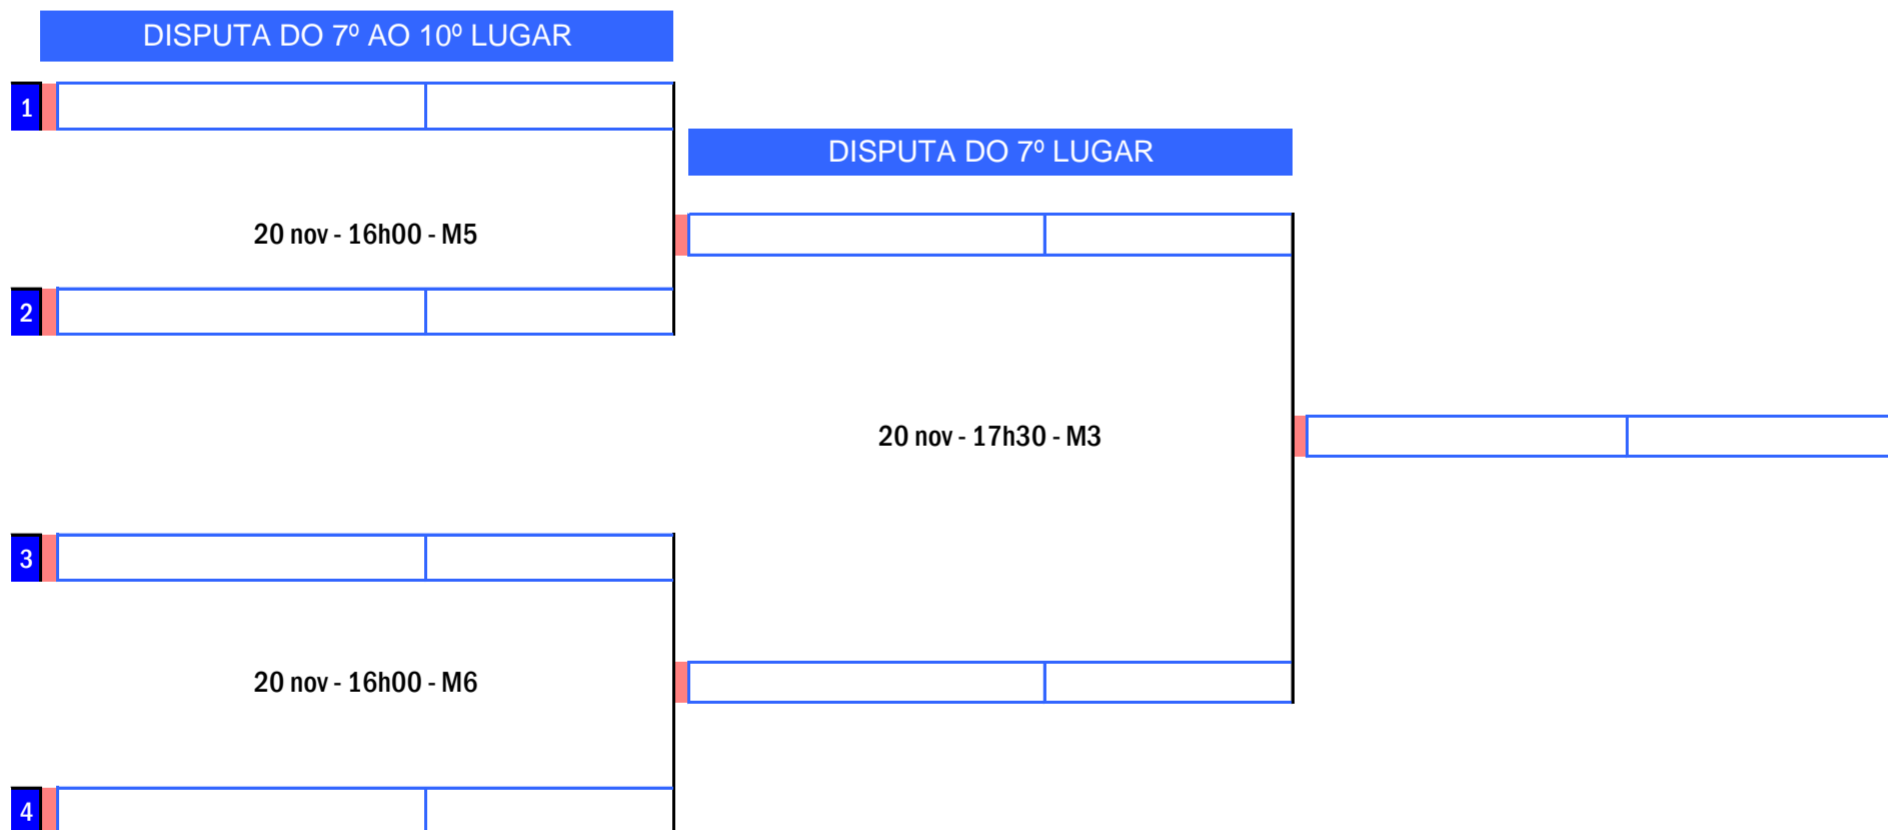 DISPUTA DO 7º AO 10º LUGAR
1
DISPUTA DO 7º LUGAR
20 nov - 16h00 - M5
2
20 nov - 17h30 - M3
3
20 nov - 16h00 - M6
4